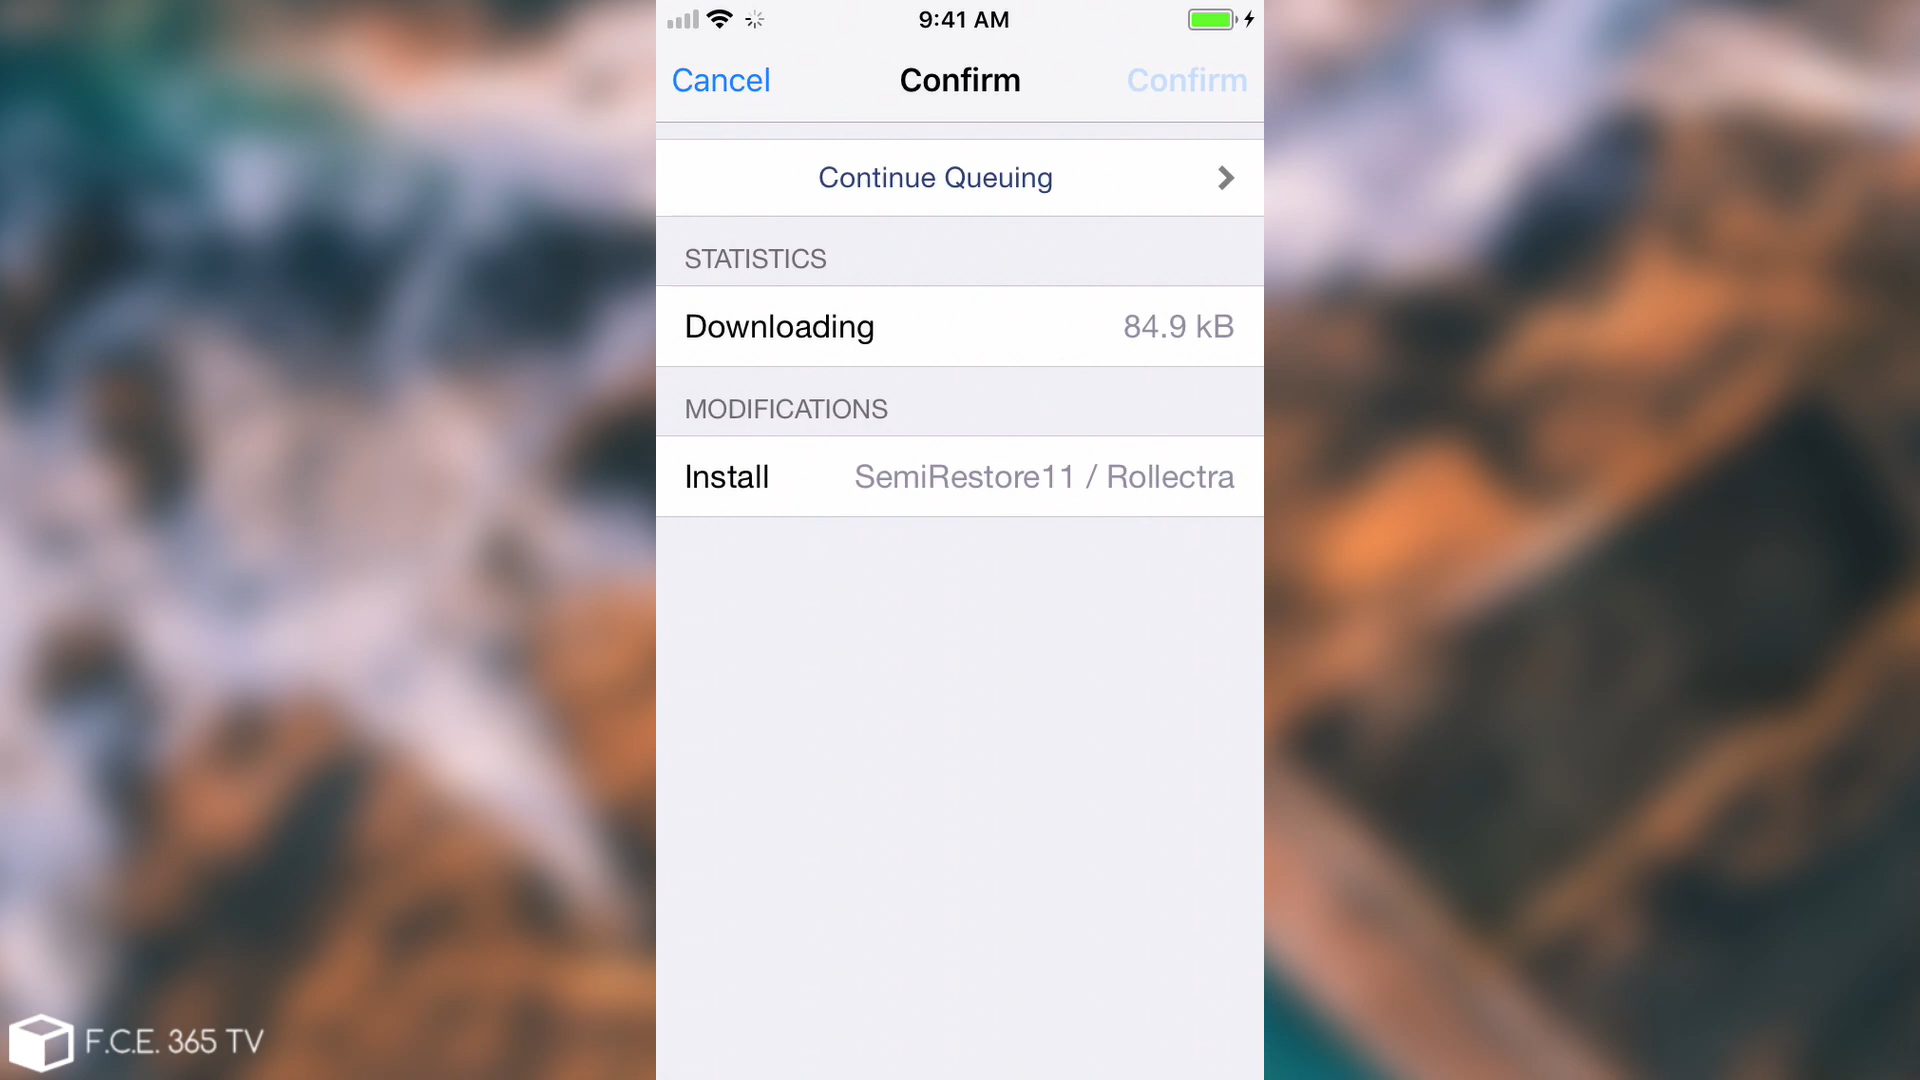 9:41 AM
Cancel Confirm Confirm
Continue Queuing
STATISTICS
Downloading 84.9 kB
MODIFICATIONS
Install SemiRestore11 / Rollectra
F.C.E. 365 TV